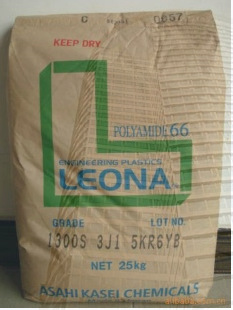 KEEP DRY
POLYAMIDE 66
ENGINEERING PLASTICS
LEONA
GRADE LOT NO.
1300S 3J1 5KR6YB
NET 25kg
ASAHI KASEI CHEMICALS